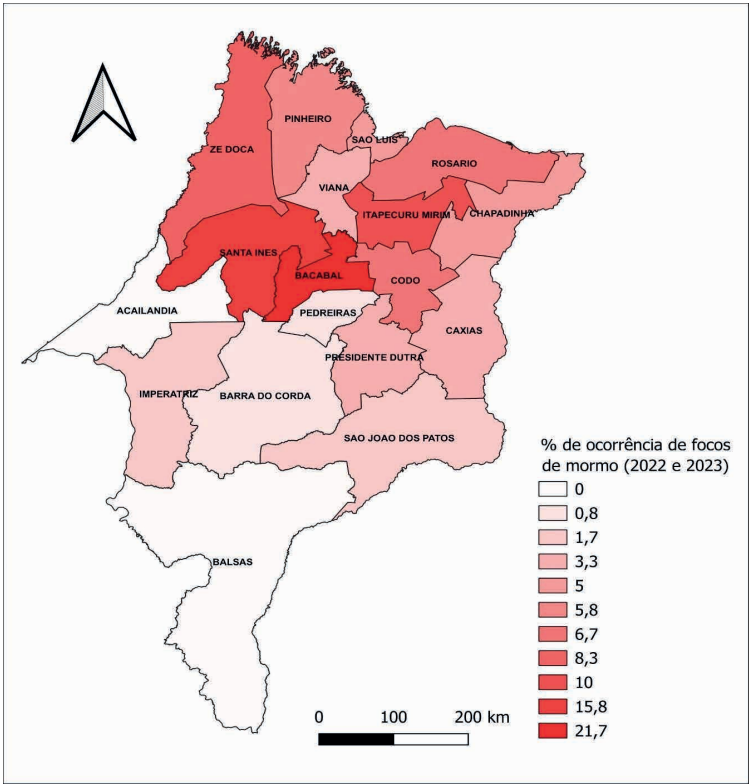 PINHEIRO
SAO LUIS
ZE DOCA
ROSARIO
VIANA
ITAPECURU MIRIM
CHAPADINHA
SANTA INES
BACABAL
CODO
ACAILANDIA
PEDREIRAS
CAXIAS
PRESIDENTE DUTRA
IMPERATRIZ
BARRA DO CORDA
SAO JOAO DOS PATOS
BALSAS
% de ocorrência de focos
de mormo (2022 e 2023)
0
0,8
1,7
3,3
5
5,8
6,7
8,3
10
15,8
21,7
0 100 200 km